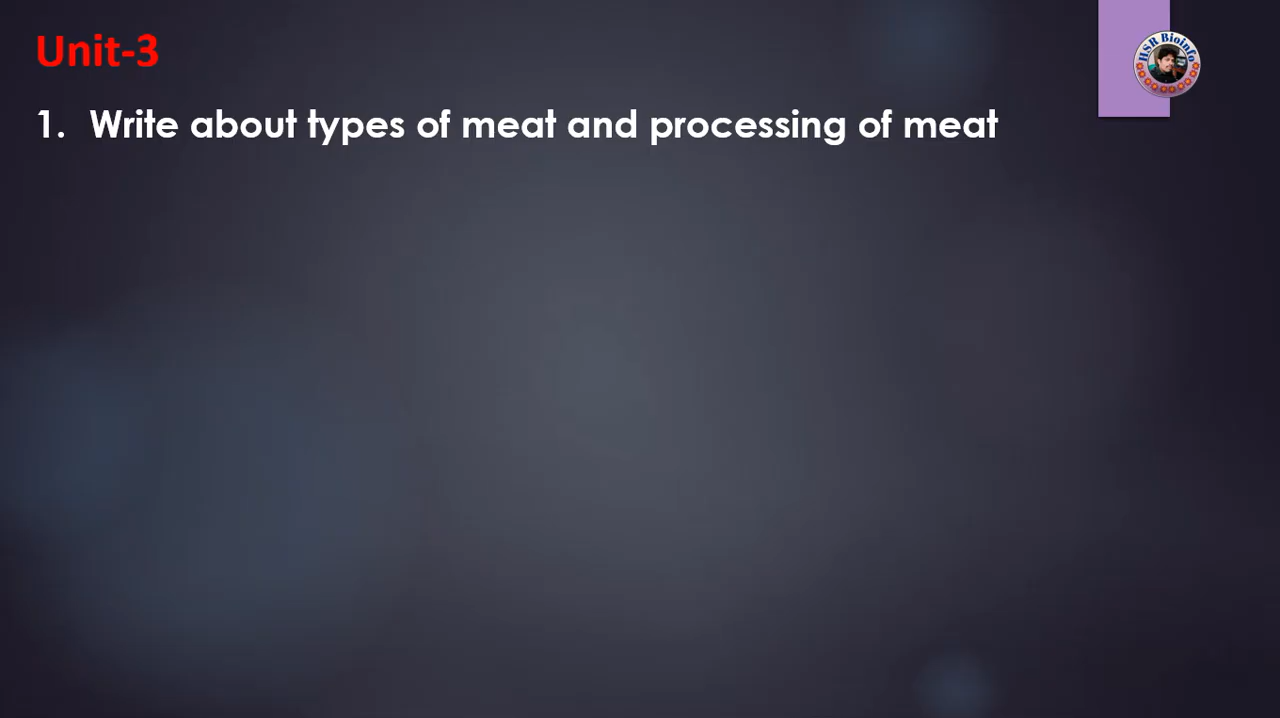 Unit-3
HSR Bioinfo
1. Write about types of meat and processing of meat